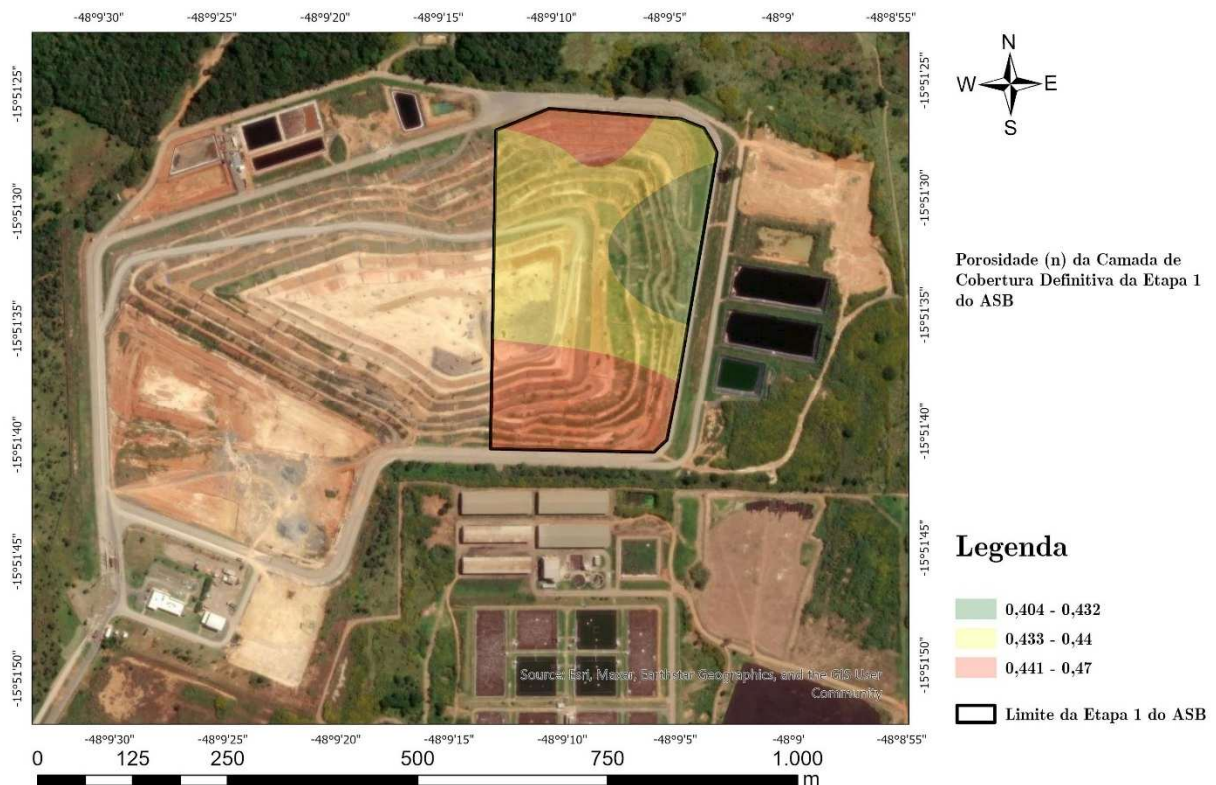 -48°9'30" -48°9'25" -48°9'20" -48°9'15" -48°9'10" -48°9'5" -48°9' -48°8'55"
-15°51'25"
-15°51'30"
-15°51'35"
-15°51'40"
-15°51'45"
-15°51'50"
Source: Esri, Maxar, Earthstar Geographics, and the GIS User
Community
-15°51'25"
-15°51'30"
-15°51'35"
-15°51'40"
-15°51'45"
-15°51'50"
-48°9'30" -48°9'25" -48°9'20" -48°9'15" -48°9'10" -48°9'5" -48°9' -48°8'55"
0 125 250 500 750 1.000
m
N
W E
S
Porosidade (n) da Camada de
Cobertura Definitiva da Etapa 1
do ASB
Legenda
0,404 - 0,432
0,433 - 0,44
0,441 - 0,47
Limite da Etapa 1 do ASB